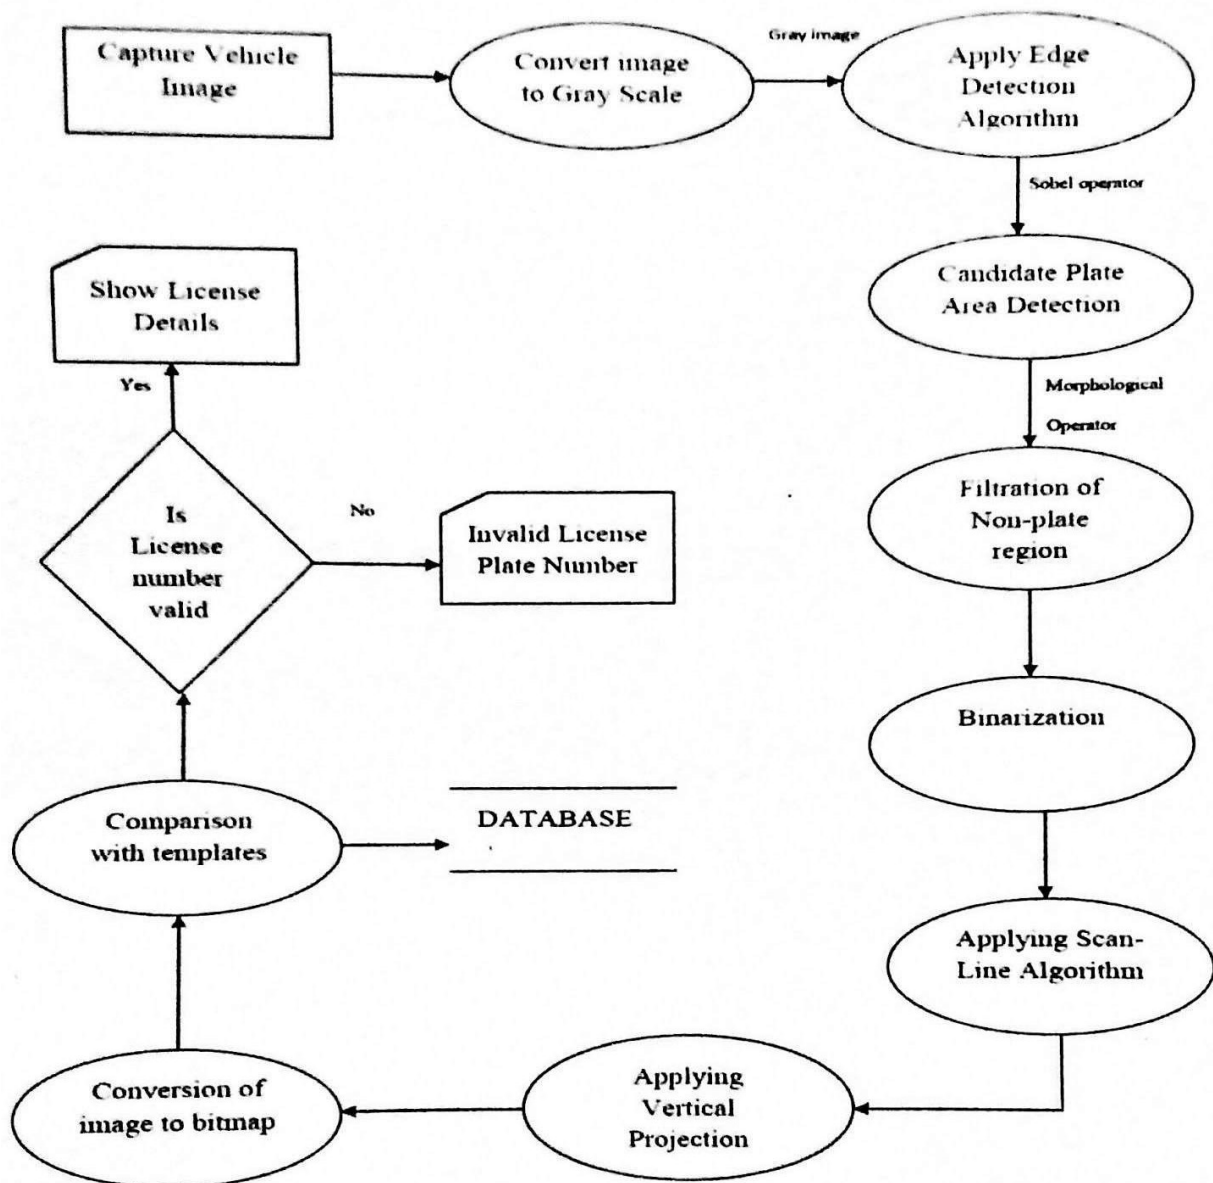 Capture Vehicle
Image
Convert image
to Gray Scale
Gray image
Apply Edge
Detection
Algorithm
Sobel operator
Candidate Plate
Area Detection
Morphological
Operator
Filtration of
Non-plate
region
Binarization
Applying Scan-
Line Algorithm
Applying
Vertical
Projection
Conversion of
image to bitmap
Comparison
with templates
DATABASE
Is
License
number
valid
No
Invalid License
Plate Number
Yes
Show License
Details